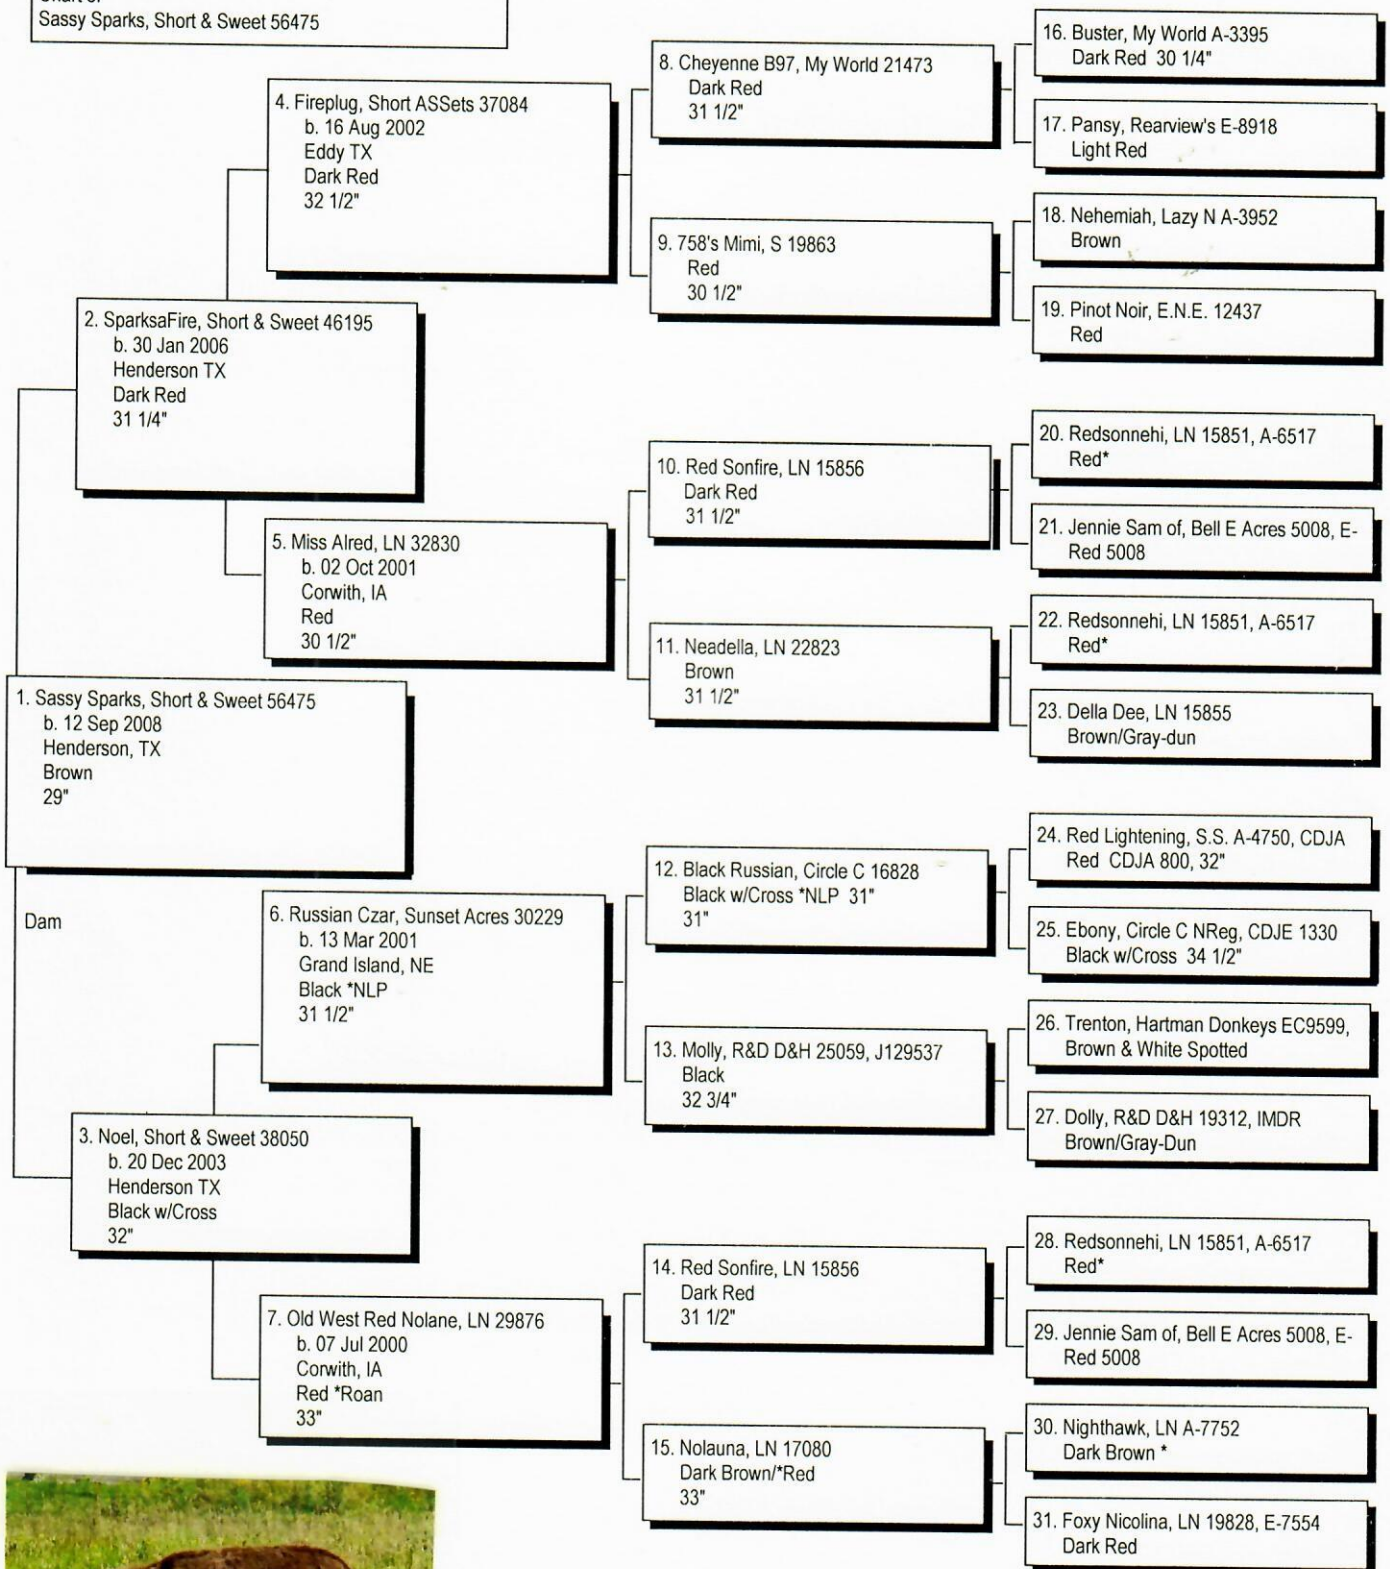 Sassy Sparks, Short & Sweet 56475
1. Sassy Sparks, Short & Sweet 56475
b. 12 Sep 2008
Henderson, TX
Brown
29"
Dam
2. SparksaFire, Short & Sweet 46195
b. 30 Jan 2006
Henderson TX
Dark Red
31 1/4"
3. Noel, Short & Sweet 38050
b. 20 Dec 2003
Henderson TX
Black w/Cross
32"
4. Fireplug, Short ASSets 37084
b. 16 Aug 2002
Eddy TX
Dark Red
32 1/2"
5. Miss Alred, LN 32830
b. 02 Oct 2001
Corwith, IA
Red
30 1/2"
6. Russian Czar, Sunset Acres 30229
b. 13 Mar 2001
Grand Island, NE
Black *NLP
31 1/2"
7. Old West Red Nolane, LN 29876
b. 07 Jul 2000
Corwith, IA
Red *Roan
33"
8. Cheyenne B97, My World 21473
Dark Red
31 1/2"
9. 758's Mimi, S 19863
Red
30 1/2"
10. Red Sonfire, LN 15856
Dark Red
31 1/2"
11. Neadella, LN 22823
Brown
31 1/2"
12. Black Russian, Circle C 16828
Black w/Cross *NLP 31"
31"
13. Molly, R&D D&H 25059, J129537
Black
32 3/4"
14. Red Sonfire, LN 15856
Dark Red
31 1/2"
15. Nolauna, LN 17080
Dark Brown/*Red
33"
16. Buster, My World A-3395
Dark Red 30 1/4"
17. Pansy, Rearview's E-8918
Light Red
18. Nehemiah, Lazy N A-3952
Brown
19. Pinot Noir, E.N.E. 12437
Red
20. Redsonnehi, LN 15851, A-6517
Red*
21. Jennie Sam of, Bell E Acres 5008, E-
Red 5008
22. Redsonnehi, LN 15851, A-6517
Red*
23. Della Dee, LN 15855
Brown/Gray-dun
24. Red Lightening, S.S. A-4750, CDJA
Red CDJA 800, 32"
25. Ebony, Circle C NReg, CDJE 1330
Black w/Cross 34 1/2"
26. Trenton, Hartman Donkeys EC9599,
Brown & White Spotted
27. Dolly, R&D D&H 19312, IMDR
Brown/Gray-Dun
28. Redsonnehi, LN 15851, A-6517
Red*
29. Jennie Sam of, Bell E Acres 5008, E-
Red 5008
30. Nighthawk, LN A-7752
Dark Brown *
31. Foxy Nicolina, LN 19828, E-7554
Dark Red